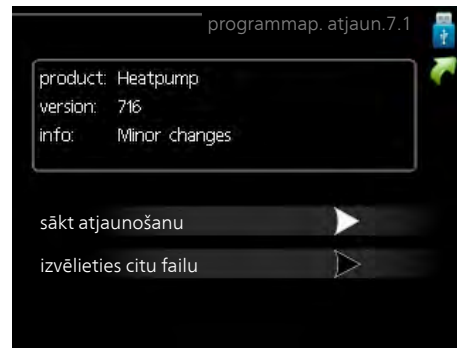 programmap. atjaun.7.1
product: Heatpump
version: 716
info: Minor changes
sākt atjaunošanu
izvēlieties citu failu